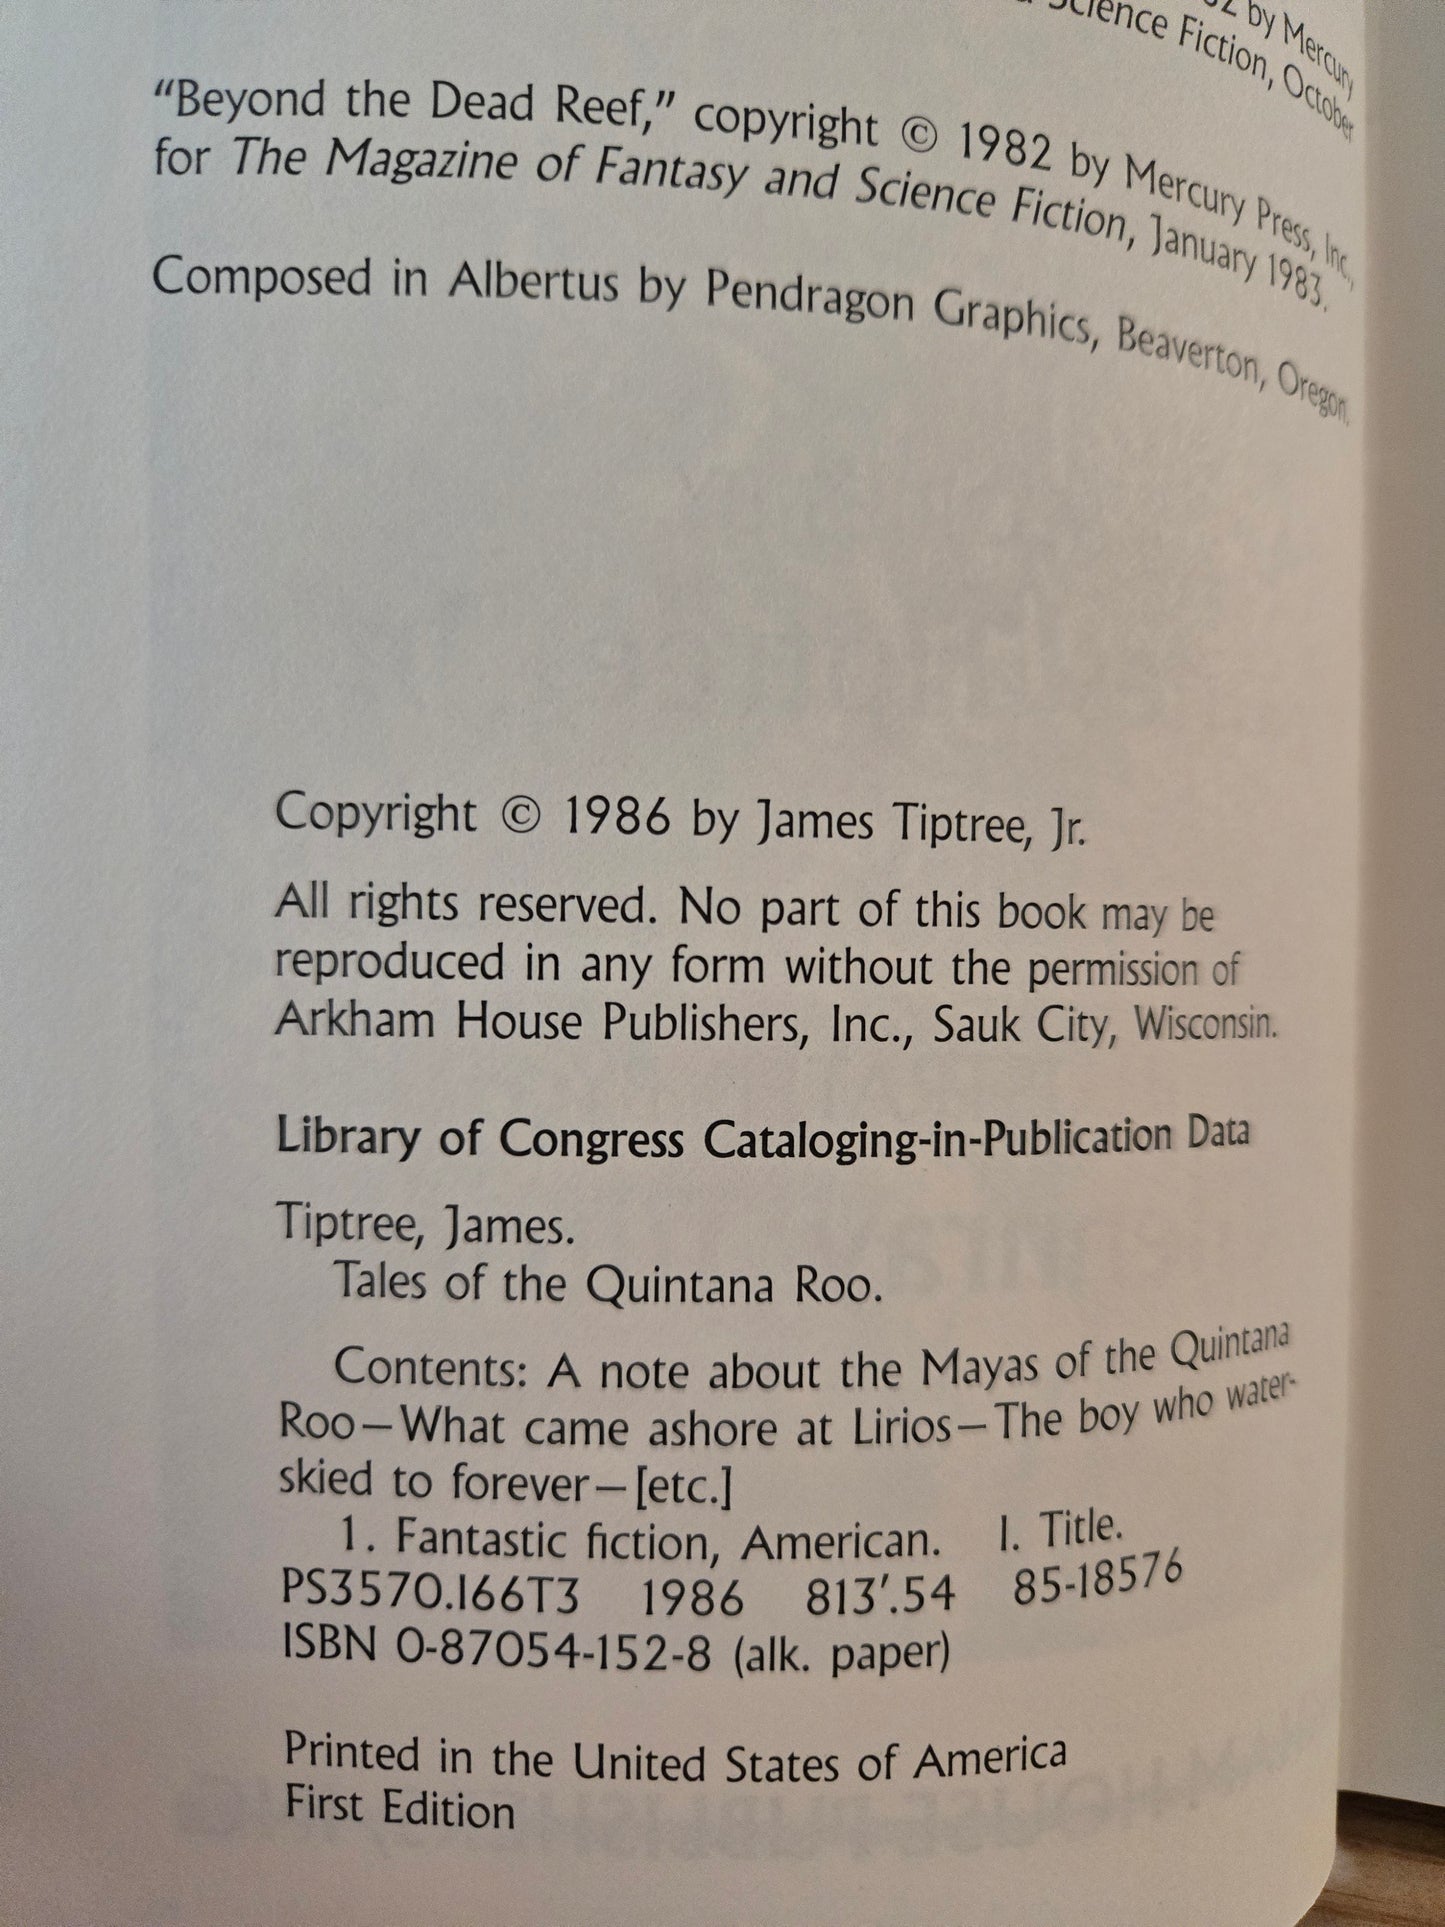 by Mercury
Science Fiction, October
“Beyond the Dead Reef,” copyright © 1982 by Mercury Press, Inc.,
for The Magazine of Fantasy and Science Fiction, January 1983.
Composed in Albertus by Pendragon Graphics, Beaverton, Oregon.
Copyright © 1986 by James Tiptree, Jr.
All rights reserved. No part of this book may be
reproduced in any form without the permission of
Arkham House Publishers, Inc., Sauk City, Wisconsin.
Library of Congress Cataloging-in-Publication Data
Tiptree, James.
Tales of the Quintana Roo.
Contents: A note about the Mayas of the Quintana
Roo—What came ashore at Lirios—The boy who water-
skied to forever—[etc.]
1. Fantastic fiction, American. I. Title.
PS3570.I66T3 1986 813′.54 85-18576
ISBN 0-87054-152-8 (alk. paper)
Printed in the United States of America
First Edition